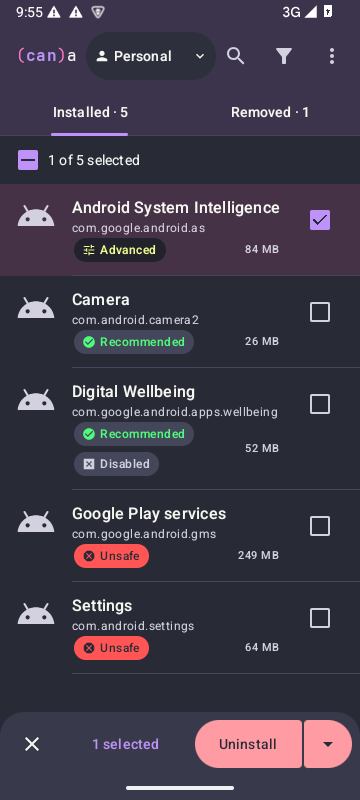 9:55 3G
(can)a Personal
Installed · 5 Removed · 1
1 of 5 selected
Android System Intelligence
com.google.android.as
Advanced 84 MB
Camera
com.android.camera2
Recommended 26 MB
Digital Wellbeing
com.google.android.apps.wellbeing
Recommended
52 MB
Disabled
Google Play services
com.google.android.gms
Unsafe 249 MB
Settings
com.android.settings
Unsafe 64 MB
1 selected Uninstall